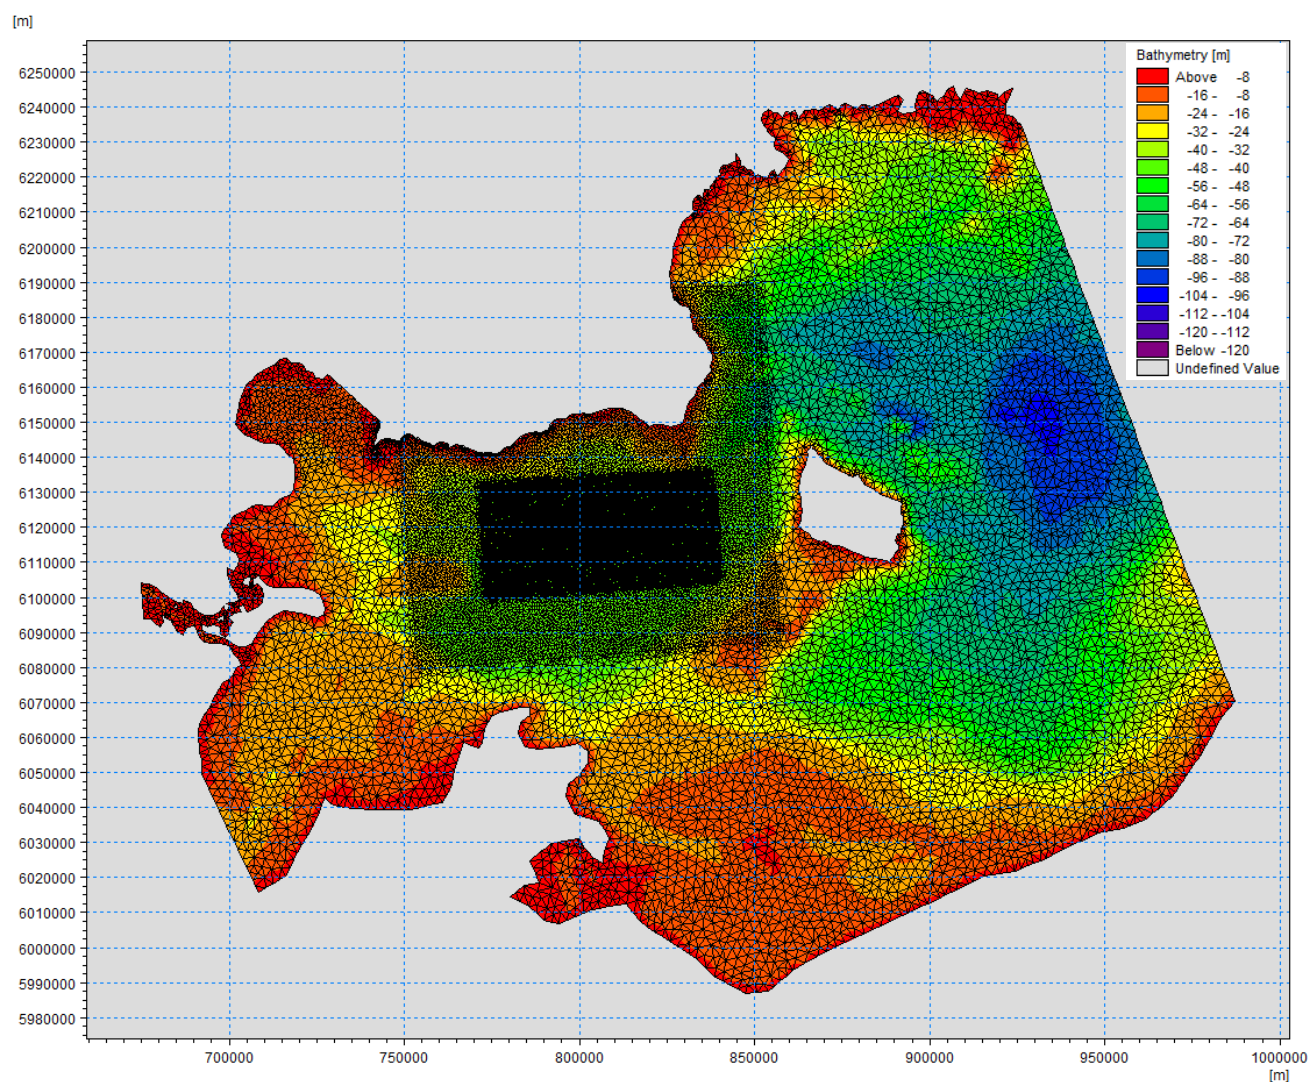 [m]
6250000
6240000
6230000
6220000
6210000
6200000
6190000
6180000
6170000
6160000
6150000
6140000
6130000
6120000
6110000
6100000
6090000
6080000
6070000
6060000
6050000
6040000
6030000
6020000
6010000
6000000
5990000
5980000
Bathymetry [m]
Above -8
-16 - -8
-24 - -16
-32 - -24
-40 - -32
-48 - -40
-56 - -48
-64 - -56
-72 - -64
-80 - -72
-88 - -80
-96 - -88
-104 - -96
-112 - -104
-120 - -112
Below -120
Undefined Value
700000 750000 800000 850000 900000 950000 1000000
[m]